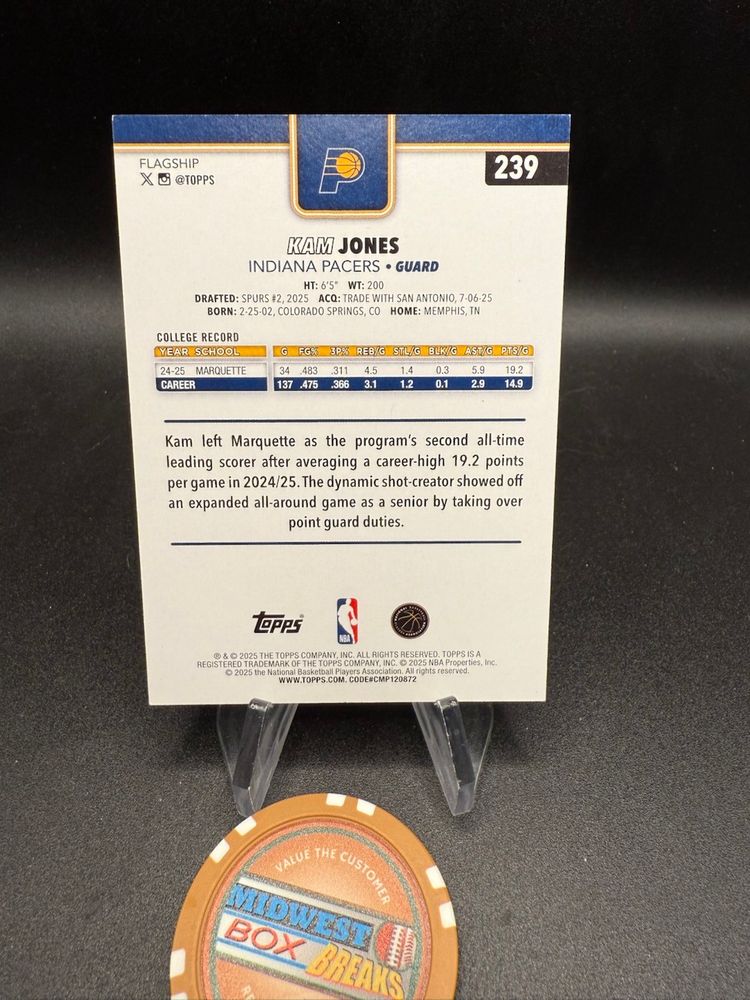 FLAGSHIP
239
X @TOPPS
KAM JONES
INDIANA PACERS • GUARD
HT: 6'5" WT: 200
DRAFTED: SPURS #2, 2025 ACQ: TRADE WITH SAN ANTONIO, 7-06-25
BORN: 2-25-02, COLORADO SPRINGS, CO HOME: MEMPHIS, TN
COLLEGE RECORD
YEAR SCHOOL G FG% 3P% REB/G STL/G BLK/G AST/G PTS/G
24-25 MARQUETTE 34 .483 .311 4.5 1.4 0.3 5.9 19.2
CAREER 137 .475 .366 3.1 1.2 0.1 2.9 14.9
Kam left Marquette as the program's second all-time
leading scorer after averaging a career-high 19.2 points
per game in 2024/25. The dynamic shot-creator showed off
an expanded all-around game as a senior by taking over
point guard duties.
Topps
NBA
® & © 2025 THE TOPPS COMPANY, INC. ALL RIGHTS RESERVED. TOPPS IS A
REGISTERED TRADEMARK OF THE TOPPS COMPANY, INC. © 2025 NBA Properties, Inc.
© 2025 the National Basketball Players Association. All rights reserved.
WWW.TOPPS.COM. CODE#CMP120872
VALUE THE CUSTOMER
MIDWEST
BOX
BREAKS